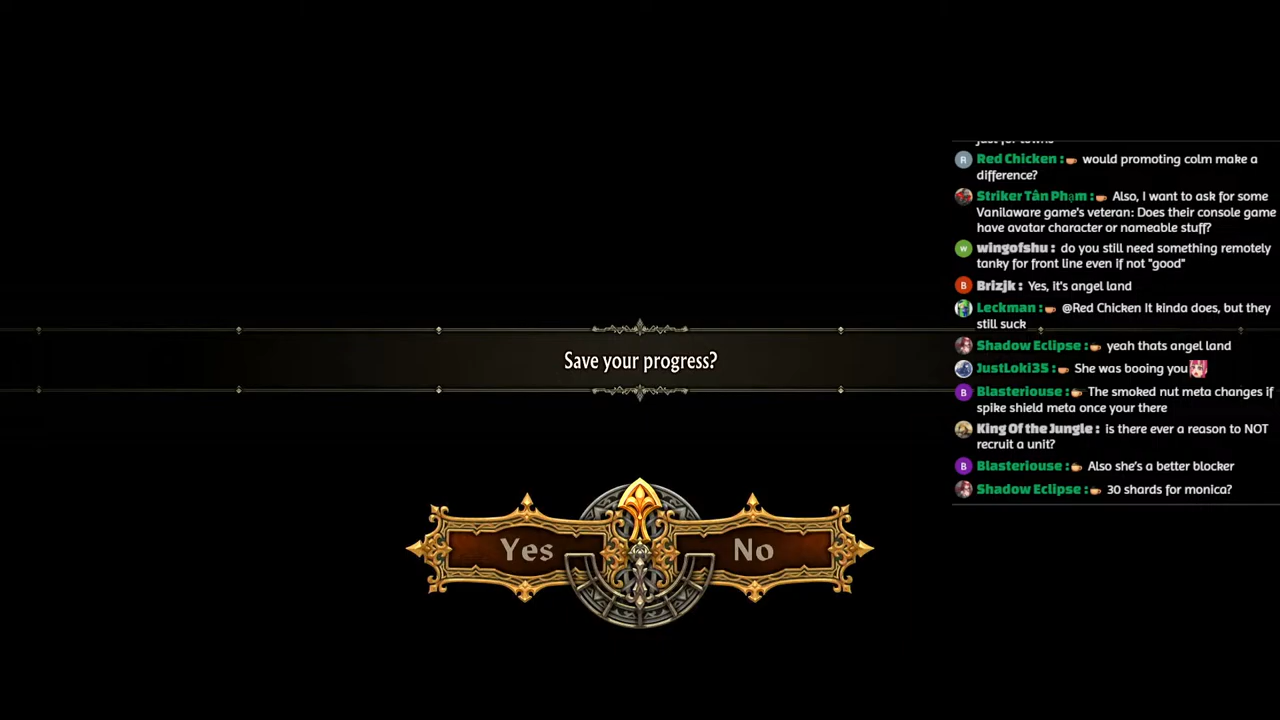 just for towns
Red Chicken : would promoting colm make a
difference?
Striker Tân Phạm : Also, I want to ask for some
Vanilaware game's veteran: Does their console game
have avatar character or nameable stuff?
wingofshu : do you still need something remotely
tanky for front line even if not "good"
Brizjk : Yes, it's angel land
Leckman : @Red Chicken It kinda does, but they
still suck
Shadow Eclipse : yeah thats angel land
Save your progress?
JustLoki35 : She was booing you
Blasteriouse : The smoked nut meta changes if
spike shield meta once your there
King Of the Jungle : is there ever a reason to NOT
recruit a unit?
Blasteriouse : Also she's a better blocker
Shadow Eclipse : 30 shards for monica?
Yes
No